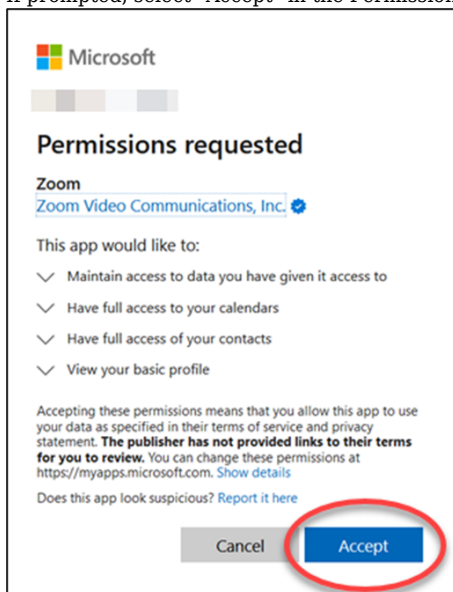 If prompted, select "Accept" in the Permission
Microsoft
Permissions requested
Zoom
Zoom Video Communications, Inc.
This app would like to:
Maintain access to data you have given it access to
Have full access to your calendars
Have full access of your contacts
View your basic profile
Accepting these permissions means that you allow this app to use
your data as specified in their terms of service and privacy
statement. The publisher has not provided links to their terms
for you to review. You can change these permissions at
https://myapps.microsoft.com. Show details
Does this app look suspicious? Report it here
Cancel Accept